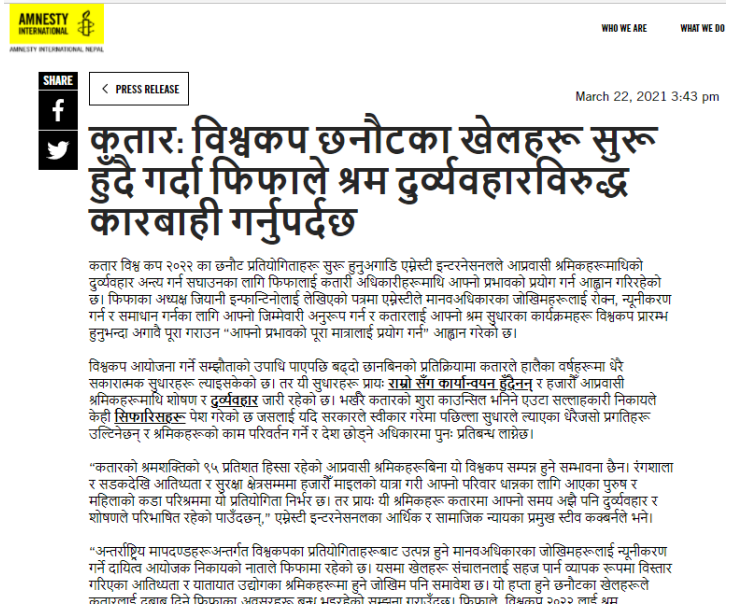 AMNESTY
INTERNATIONAL
AMNESTY INTERNATIONAL NEPAL
WHO WE ARE WHAT WE DO
SHARE
PRESS RELEASE
March 22, 2021 3:43 pm
कतार: विश्वकप छनौटका खेलहरू सुरू
हुँदै गर्दा फिफाले श्रम दुर्व्यवहारविरुद्ध
कारबाही गर्नुपर्दछ
कतार विश्व कप २०२२ का छनौट प्रतियोगिताहरू सुरू हुनुअगाडि एम्नेस्टी इन्टरनेसनलले आप्रवासी श्रमिकहरूमाथिको
दुर्व्यवहार अन्त्य गर्न सघाउनका लागि फिफालाई कतारी अधिकारीहरूमाथि आफ्नो प्रभावको प्रयोग गर्न आह्वान गरिरहेको
छ। फिफाका अध्यक्ष जियानी इन्फान्टिनोलाई लेखिएको पत्रमा एम्नेस्टीले मानवअधिकारका जोखिमहरूलाई रोक्न, न्यूनीकरण
गर्न र समाधान गर्नका लागि आफ्नो जिम्मेवारी अनुरूप गर्न र कतारलाई आफ्नो श्रम सुधारका कार्यक्रमहरू विश्वकप प्रारम्भ
हुनुभन्दा अगावै पूरा गराउन “आफ्नो प्रभावको पूरा मात्रालाई प्रयोग गर्न” आह्वान गरेको छ।
विश्वकप आयोजना गर्ने सम्झौताको उपाधि पाएपछि बढ्दो छानबिनको प्रतिक्रियामा कतारले हालैका वर्षहरूमा धेरै
सकारात्मक सुधारहरू ल्याइसकेको छ। तर यी सुधारहरू प्रायः राम्रो सँग कार्यान्वयन हुँदैनन् र हजारौँ आप्रवासी
श्रमिकहरूमाथि शोषण र दुर्व्यवहार जारी रहेको छ। भर्खरै कतारको शुरा काउन्सिल भनिने एउटा सल्लाहकारी निकायले
केही सिफारिसहरू पेश गरेको छ जसलाई यदि सरकारले स्वीकार गरेमा पछिल्ला सुधारले ल्याएका धेरैजसो प्रगतिहरू
उल्टिनेछन् र श्रमिकहरूको काम परिवर्तन गर्ने र देश छोड्ने अधिकारमा पुनः प्रतिबन्ध लाग्नेछ।
“कतारको श्रमशक्तिको ९५ प्रतिशत हिस्सा रहेको आप्रवासी श्रमिकहरूबिना यो विश्वकप सम्पन्न हुने सम्भावना छैन। रंगशाला
र सडकदेखि आतिथ्यता र सुरक्षा क्षेत्रसम्ममा हजारौँ माइलको यात्रा गरी आफ्नो परिवार धान्नका लागि आएका पुरुष र
महिलाको कडा परिश्रममा यो प्रतियोगिता निर्भर छ। तर प्रायः यी श्रमिकहरू कतारमा आफ्नो समय अझै पनि दुर्व्यवहार र
शोषणले परिभाषित रहेको पाउँदछन्,” एम्नेस्टी इन्टरनेसनलका आर्थिक र सामाजिक न्यायका प्रमुख स्टीव कक्बर्नले भने।
“अन्तर्राष्ट्रिय मापदण्डहरूअन्तर्गत विश्वकपका प्रतियोगिताहरूबाट उत्पन्न हुने मानवअधिकारका जोखिमहरूलाई न्यूनीकरण
गर्ने दायित्व आयोजक निकायको नाताले फिफामा रहेको छ। यसमा खेलहरू संचालनलाई सहज पार्न व्यापक रूपमा विस्तार
गरिएका आतिथ्यता र यातायात उद्योगका श्रमिकहरूमा हुने जोखिम पनि समावेश छ। यो हप्ता हुने छनौटका खेलहरूले
कतारलाई दबाब दिने फिफाका अवसरहरू बन्ध भइरहेको सम्झना गराउँदछ। फिफाले, विश्वकप २०२२ लाई श्रम